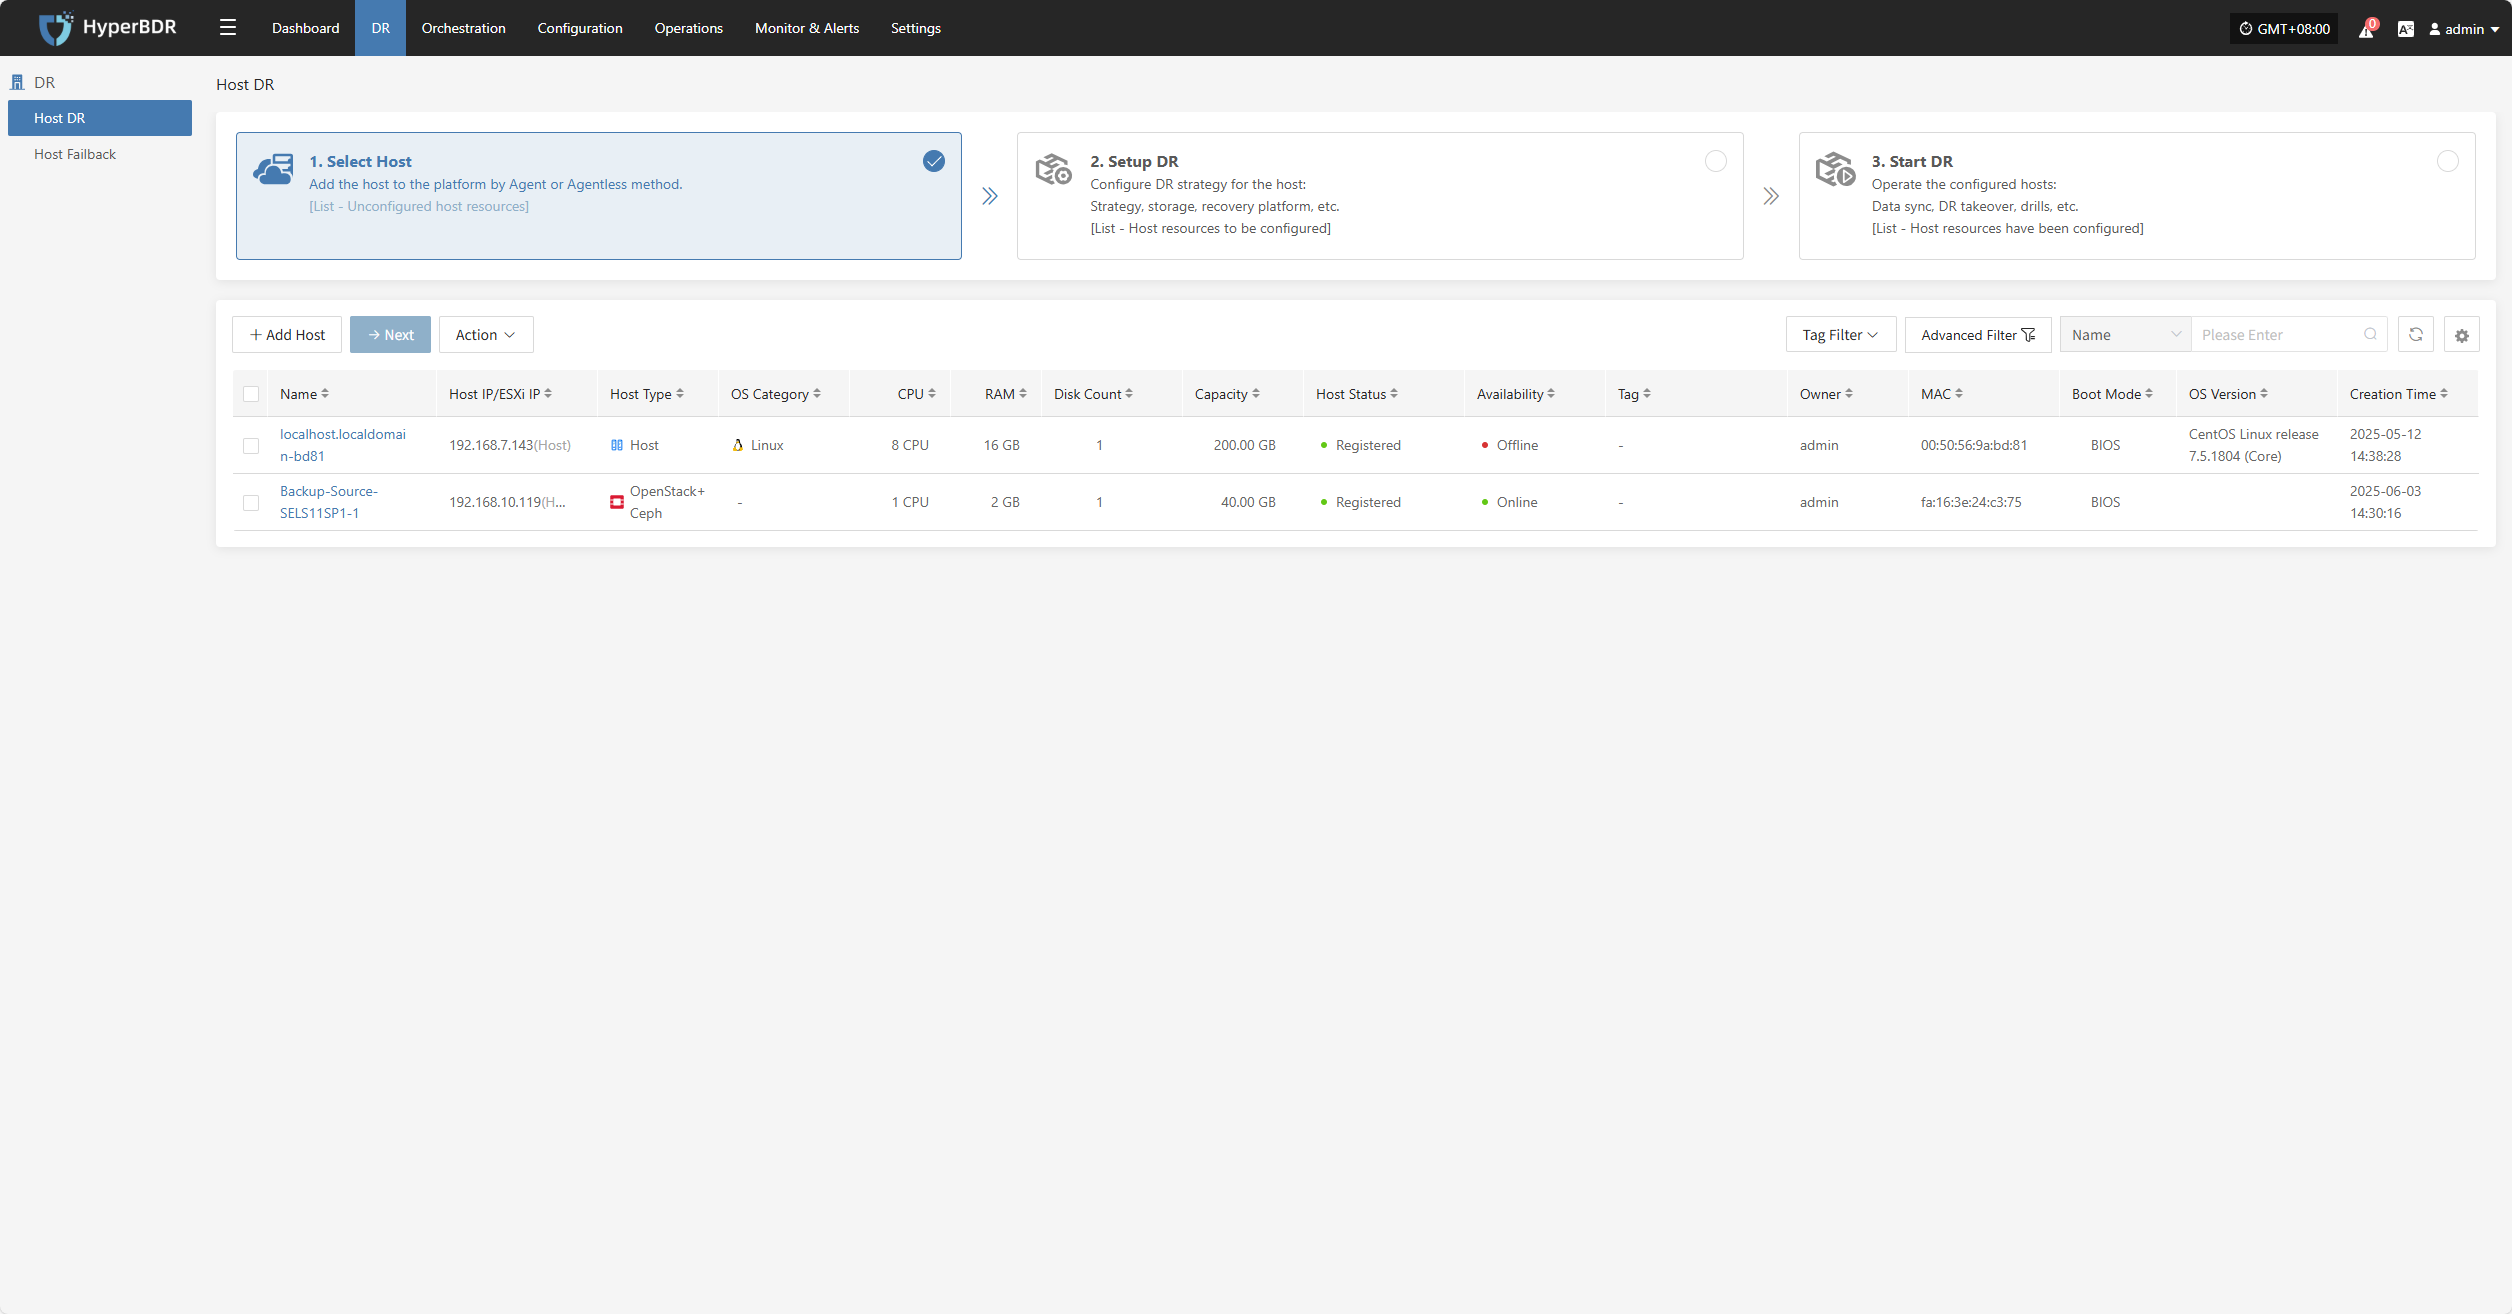 HyperBDR
Dashboard DR Orchestration Configuration Operations Monitor & Alerts Settings
GMT+08:00 0 admin
DR
Host DR
Host Failback
Host DR
1. Select Host
Add the host to the platform by Agent or Agentless method.
[List - Unconfigured host resources]
2. Setup DR
Configure DR strategy for the host:
Strategy, storage, recovery platform, etc.
[List - Host resources to be configured]
3. Start DR
Operate the configured hosts:
Data sync, DR takeover, drills, etc.
[List - Host resources have been configured]
Add Host Next Action Tag Filter Advanced Filter Name Please Enter
Name Host IP/ESXi IP Host Type OS Category CPU RAM Disk Count Capacity Host Status Availability Tag Owner MAC Boot Mode OS Version Creation Time
localhost.localdomai
n-bd81
192.168.7.143(Host) Host Linux 8 CPU 16 GB 1 200.00 GB Registered Offline - admin 00:50:56:9a:bd:81 BIOS
CentOS Linux release
7.5.1804 (Core)
2025-05-12
14:38:28
Backup-Source-
SELS11SP1-1
192.168.10.119(H...
OpenStack+
Ceph
- 1 CPU 2 GB 1 40.00 GB Registered Online - admin fa:16:3e:24:c3:75 BIOS
2025-06-03
14:30:16